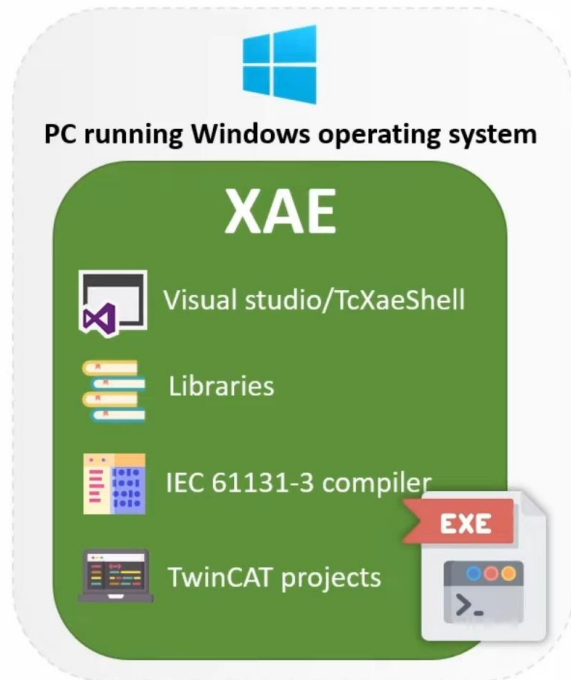 PC running Windows operating system
XAE
Visual studio/TcXaeShell
Libraries
IEC 61131-3 compiler
EXE
TwinCAT projects
>_